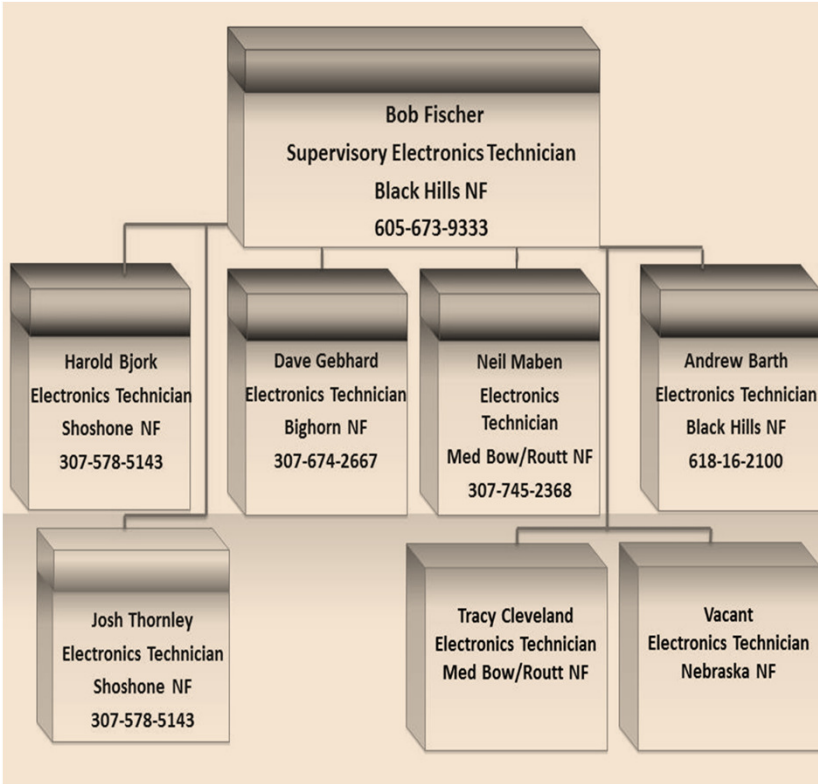 Bob Fischer
Supervisory Electronics Technician
Black Hills NF
605-673-9333
Harold Bjork
Electronics Technician
Shoshone NF
307-578-5143
Dave Gebhard
Electronics Technician
Bighorn NF
307-674-2667
Neil Maben
Electronics
Technician
Med Bow/Routt NF
307-745-2368
Andrew Barth
Electronics Technician
Black Hills NF
618-16-2100
Josh Thornley
Electronics Technician
Shoshone NF
307-578-5143
Tracy Cleveland
Electronics Technician
Med Bow/Routt NF
Vacant
Electronics Technician
Nebraska NF